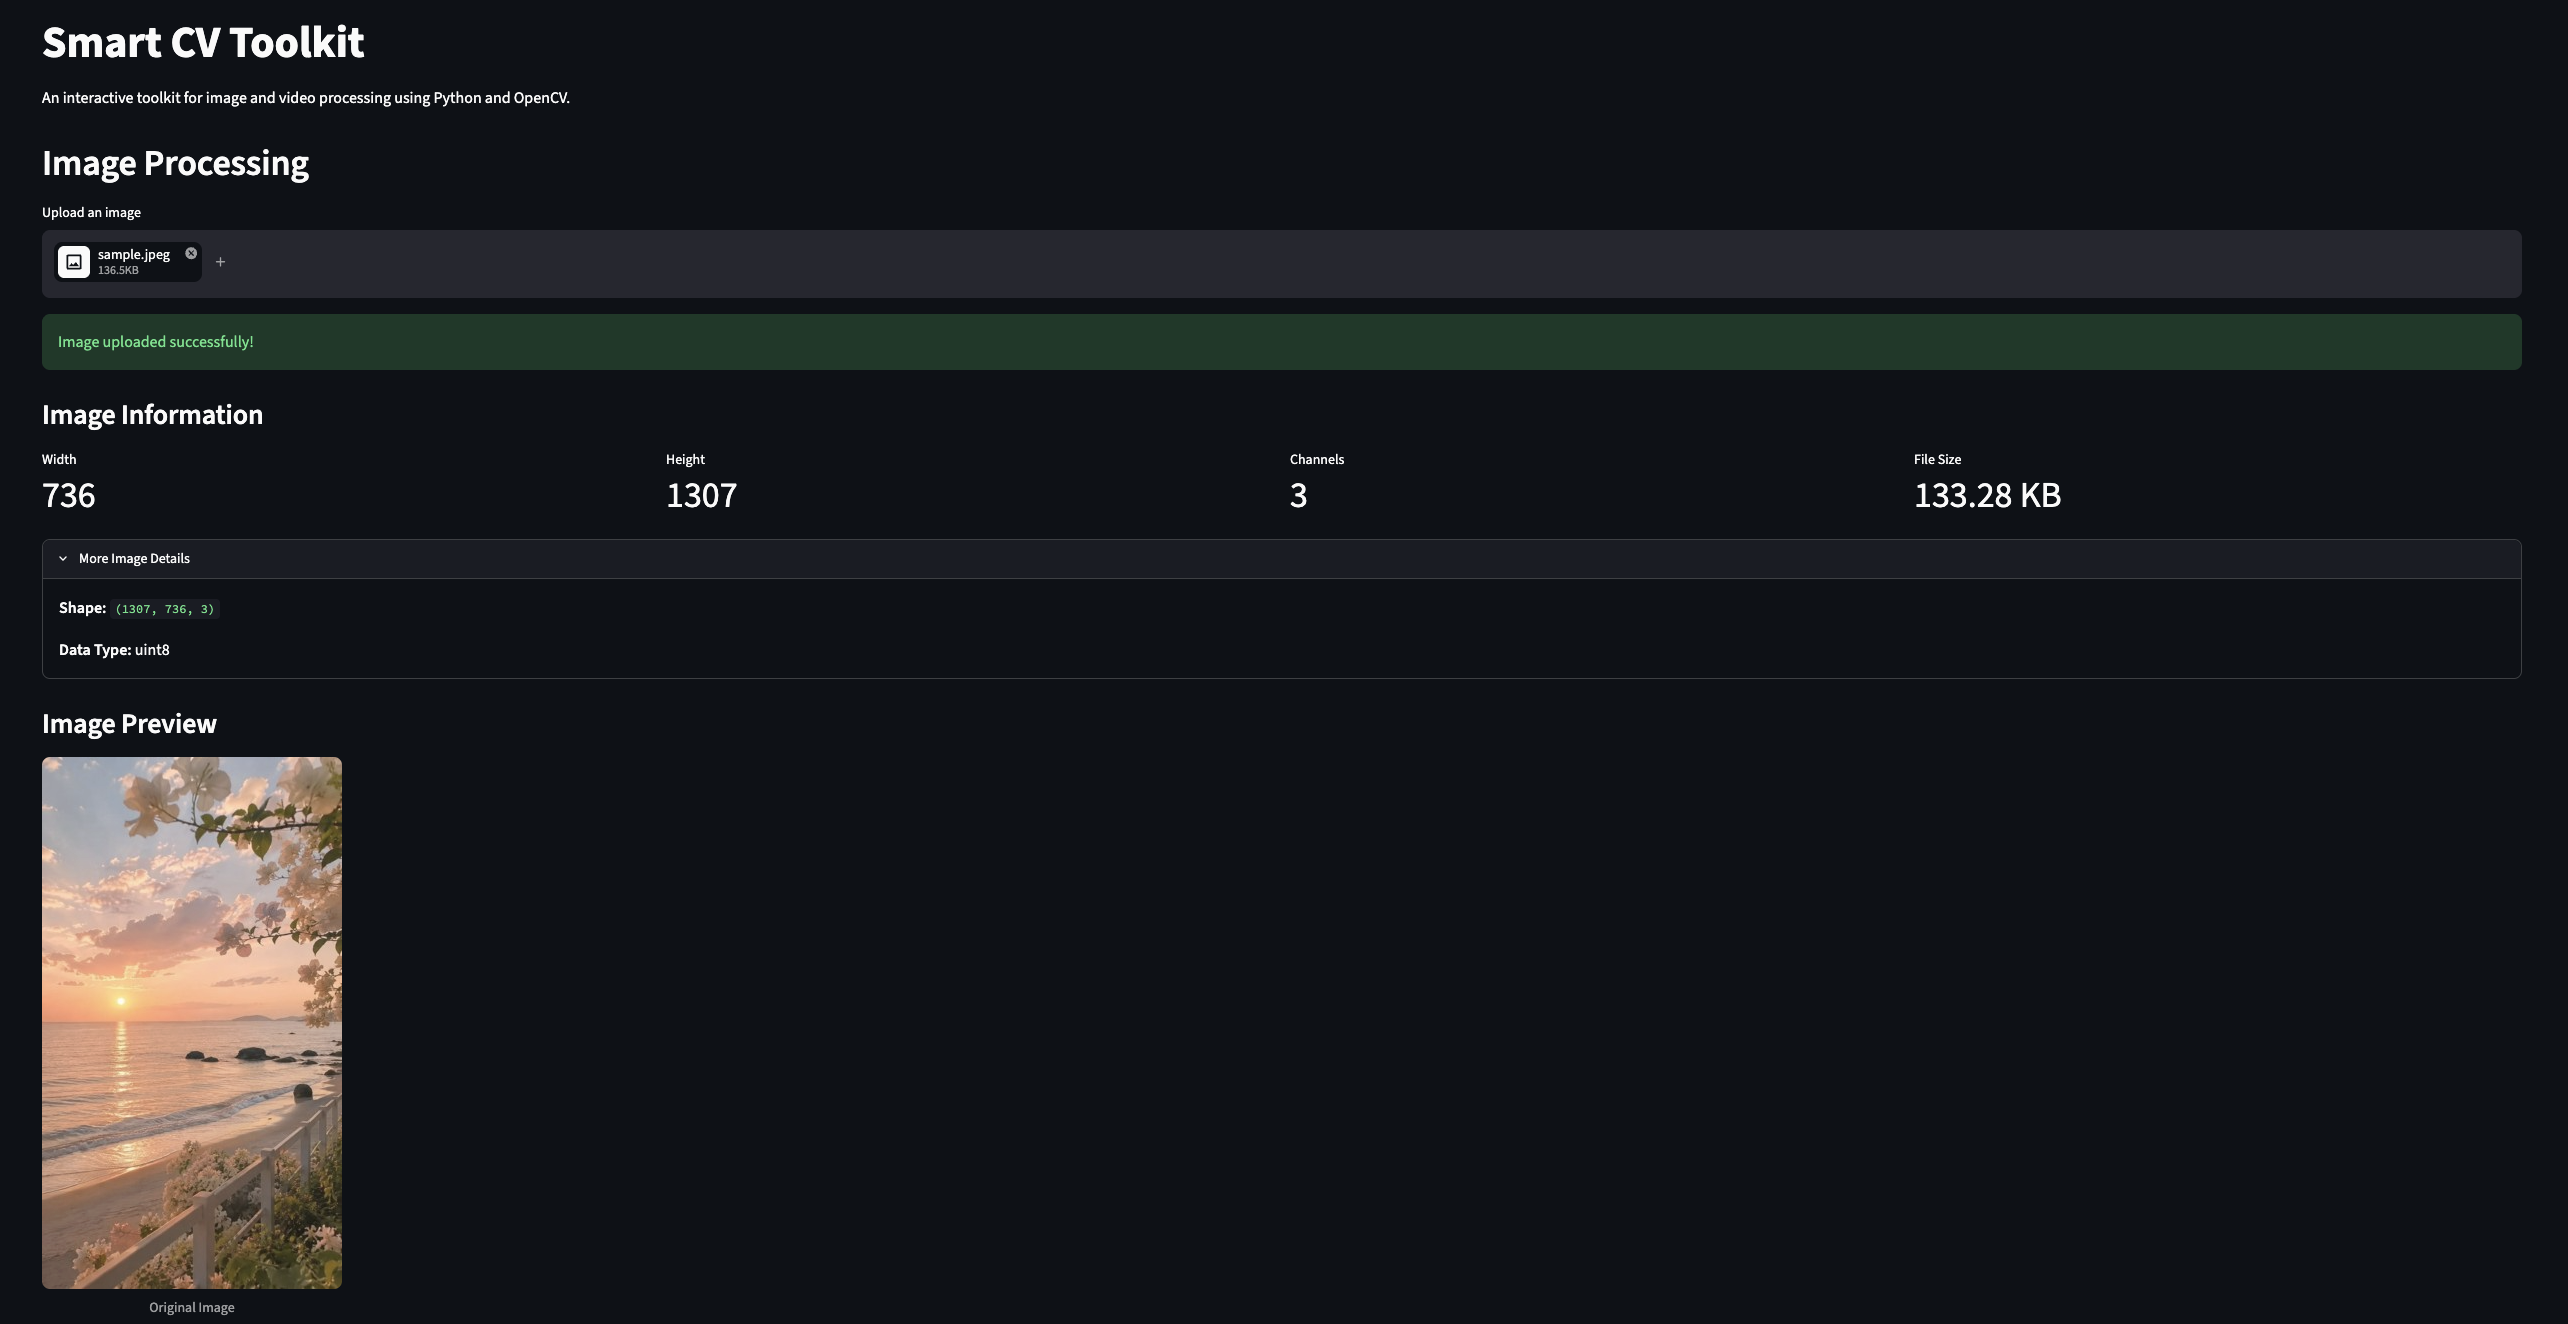 Smart CV Toolkit
An interactive toolkit for image and video processing using Python and OpenCV.
Image Processing
Upload an image
sample.jpeg
136.5KB
+
Image uploaded successfully!
Image Information
Width
736
Height
1307
Channels
3
File Size
133.28 KB
More Image Details
Shape: (1307, 736, 3)
Data Type: uint8
Image Preview
Original Image